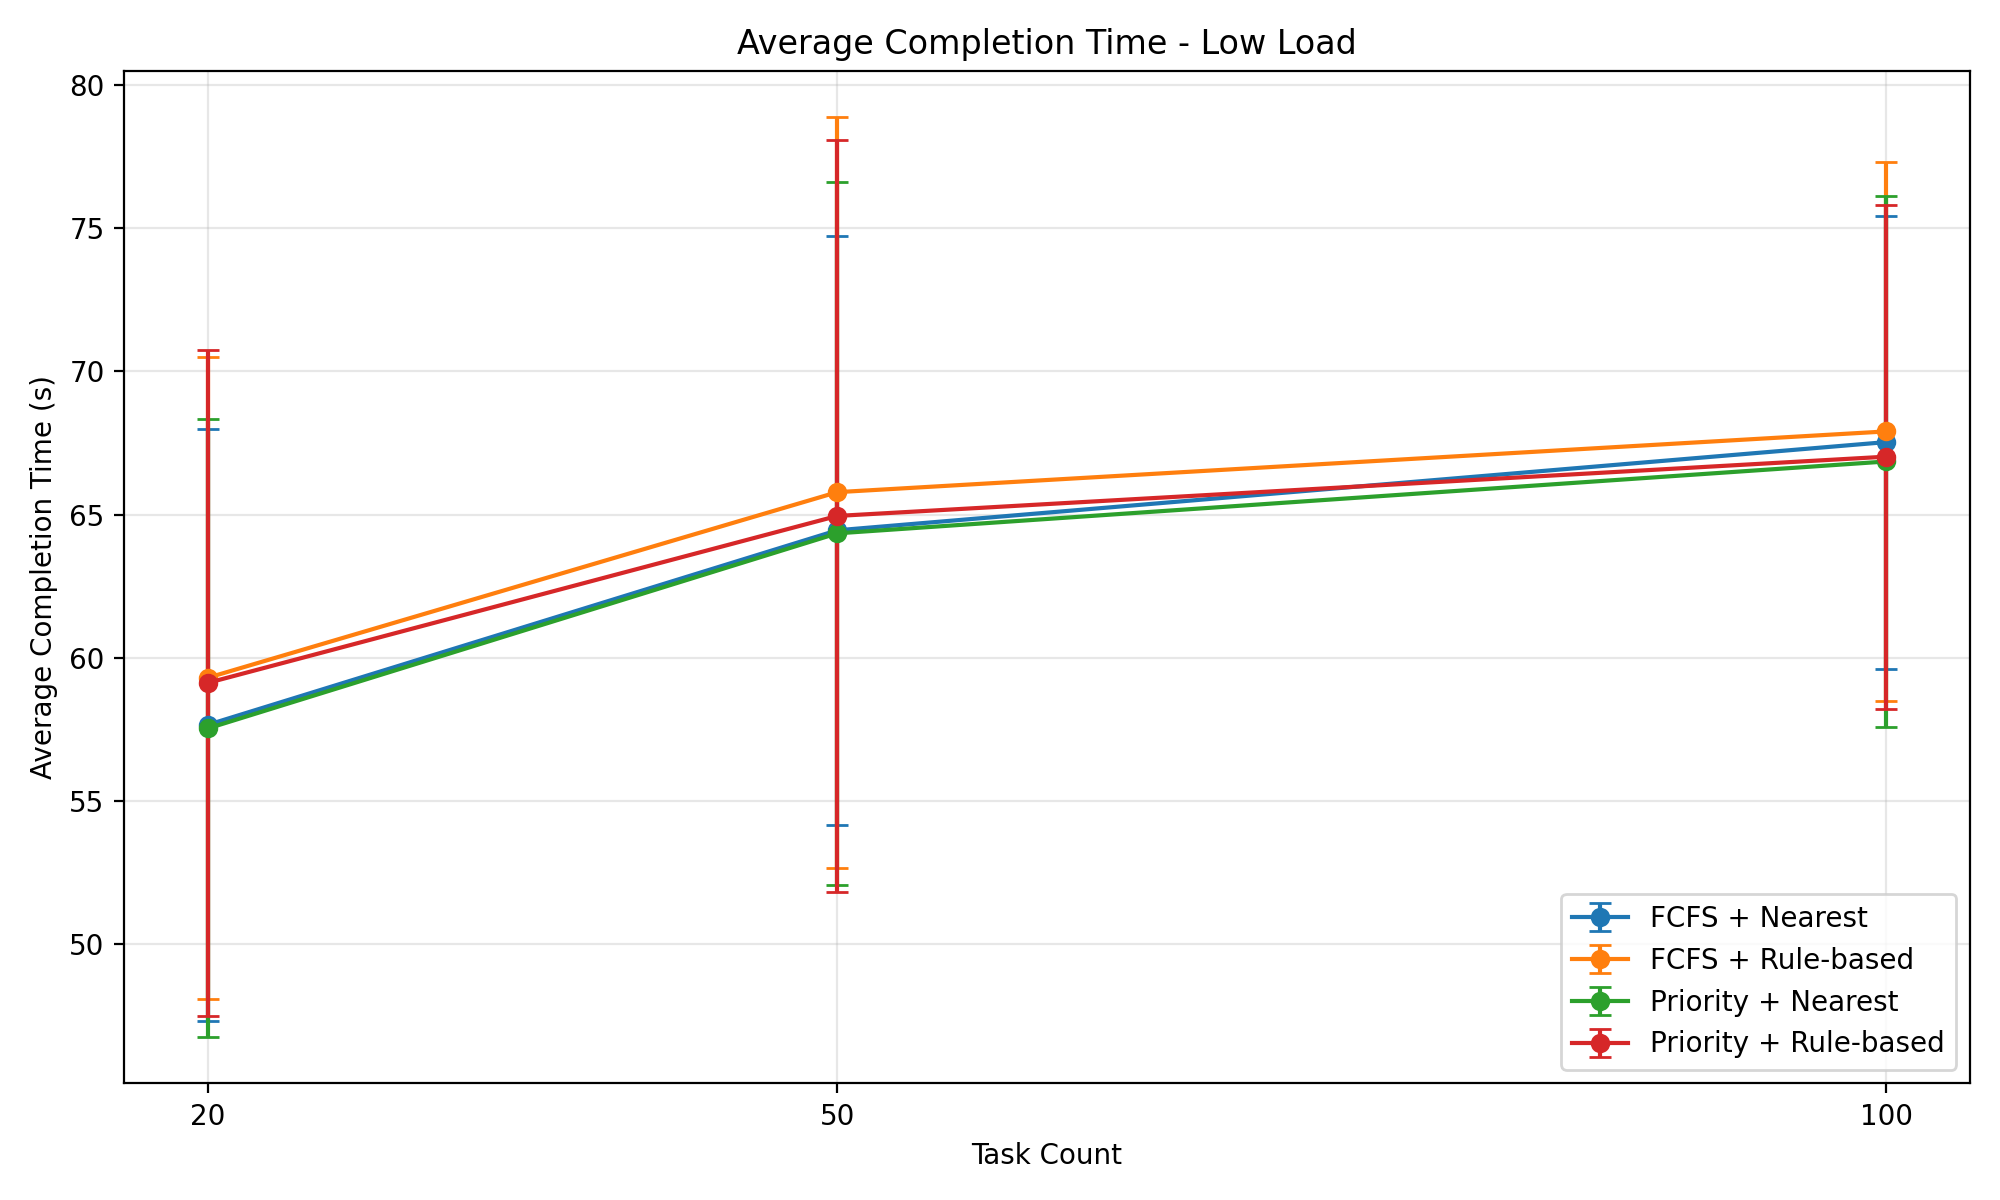 Average Completion Time - Low Load
Average Completion Time (s)
80
75
70
65
60
55
50
20
50
100
Task Count
FCFS + Nearest
FCFS + Rule-based
Priority + Nearest
Priority + Rule-based